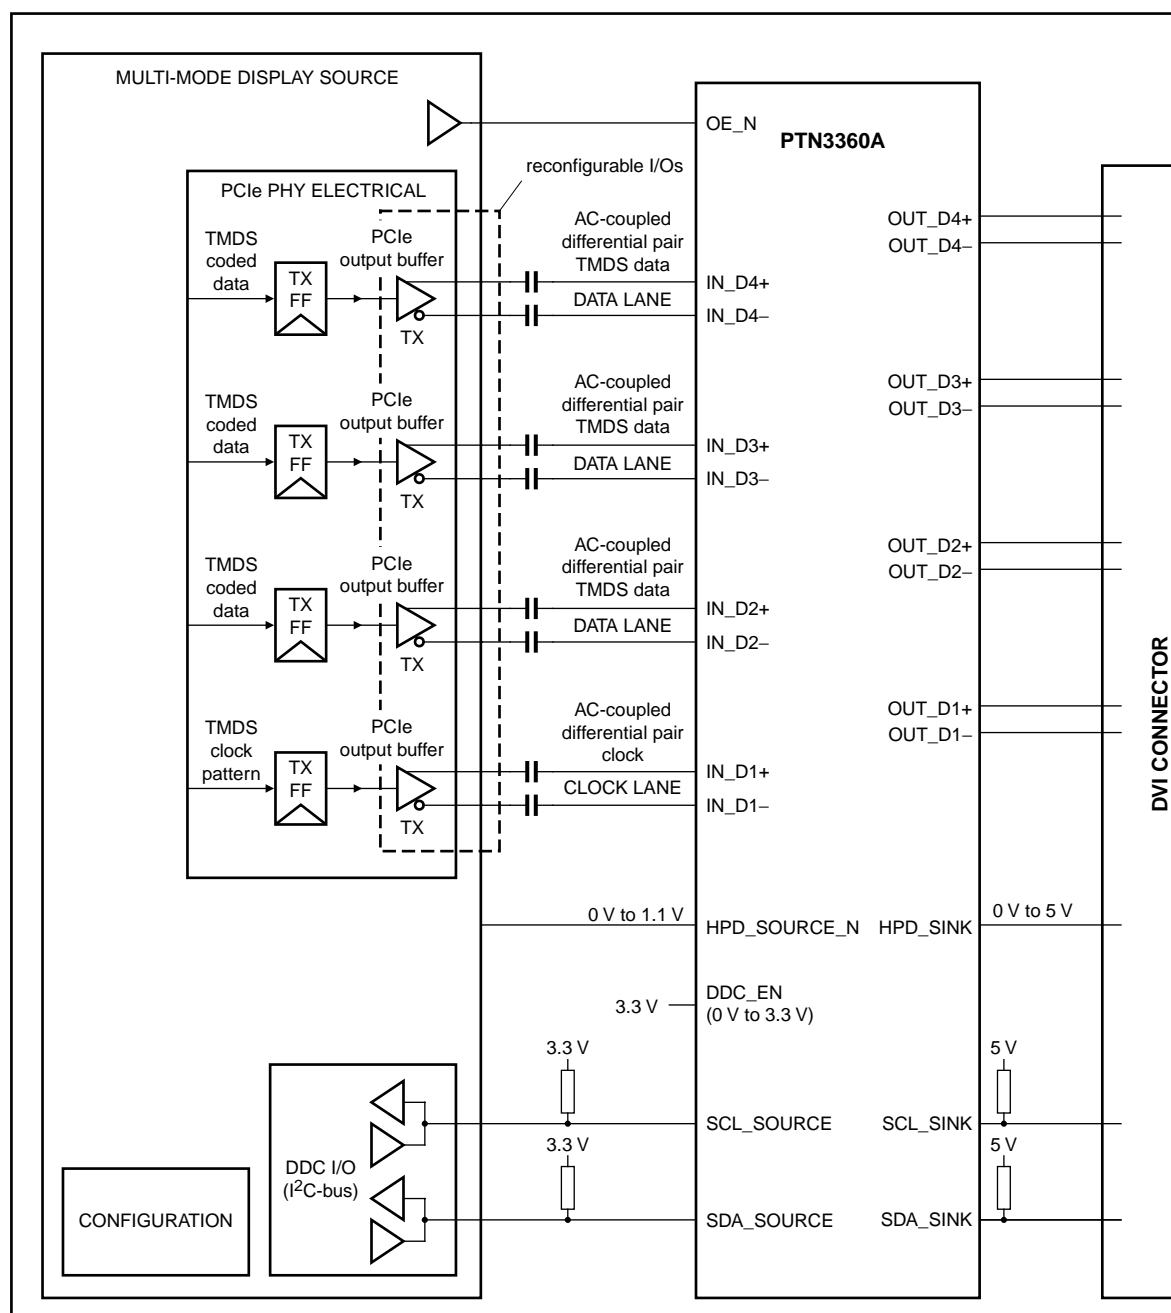 MULTI-MODE DISPLAY SOURCE
OE_N
PTN3360A
reconfigurable I/Os
PCIe PHY ELECTRICAL
TMDS
coded
data
TX
FF
PCIe
output buffer
TX
AC-coupled
differential pair
TMDS data
DATA LANE
IN_D4+
IN_D4−
OUT_D4+
OUT_D4−
TMDS
coded
data
TX
FF
PCIe
output buffer
TX
AC-coupled
differential pair
TMDS data
DATA LANE
IN_D3+
IN_D3−
OUT_D3+
OUT_D3−
TMDS
coded
data
TX
FF
PCIe
output buffer
TX
AC-coupled
differential pair
TMDS data
DATA LANE
IN_D2+
IN_D2−
OUT_D2+
OUT_D2−
TMDS
clock
pattern
TX
FF
PCIe
output buffer
TX
AC-coupled
differential pair
clock
CLOCK LANE
IN_D1+
IN_D1−
OUT_D1+
OUT_D1−
DVI CONNECTOR
0 V to 1.1 V
HPD_SOURCE_N
HPD_SINK
0 V to 5 V
3.3 V
DDC_EN
(0 V to 3.3 V)
3.3 V
5 V
SCL_SOURCE
SCL_SINK
3.3 V
5 V
DDC I/O
(I²C-bus)
SDA_SOURCE
SDA_SINK
CONFIGURATION